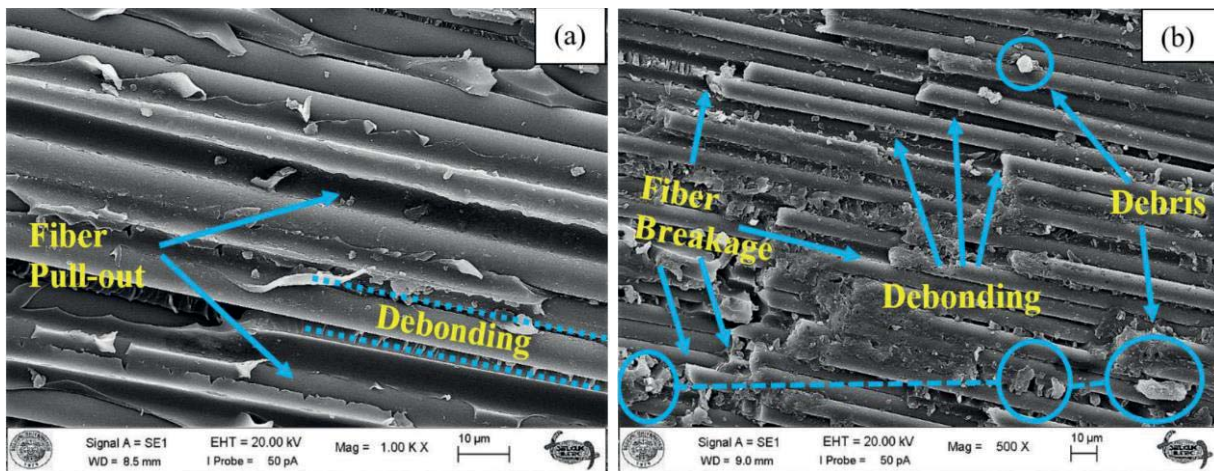 (a)
Fiber
Pull-out
Debonding
Signal A = SE1
WD = 8.5 mm
EHT = 20.00 kV
I Probe = 50 pA
Mag = 1.00 K X
10 µm
(b)
Fiber
Breakage
Debonding
Debris
Signal A = SE1
WD = 9.0 mm
EHT = 20.00 kV
I Probe = 50 pA
Mag = 500 X
10 µm